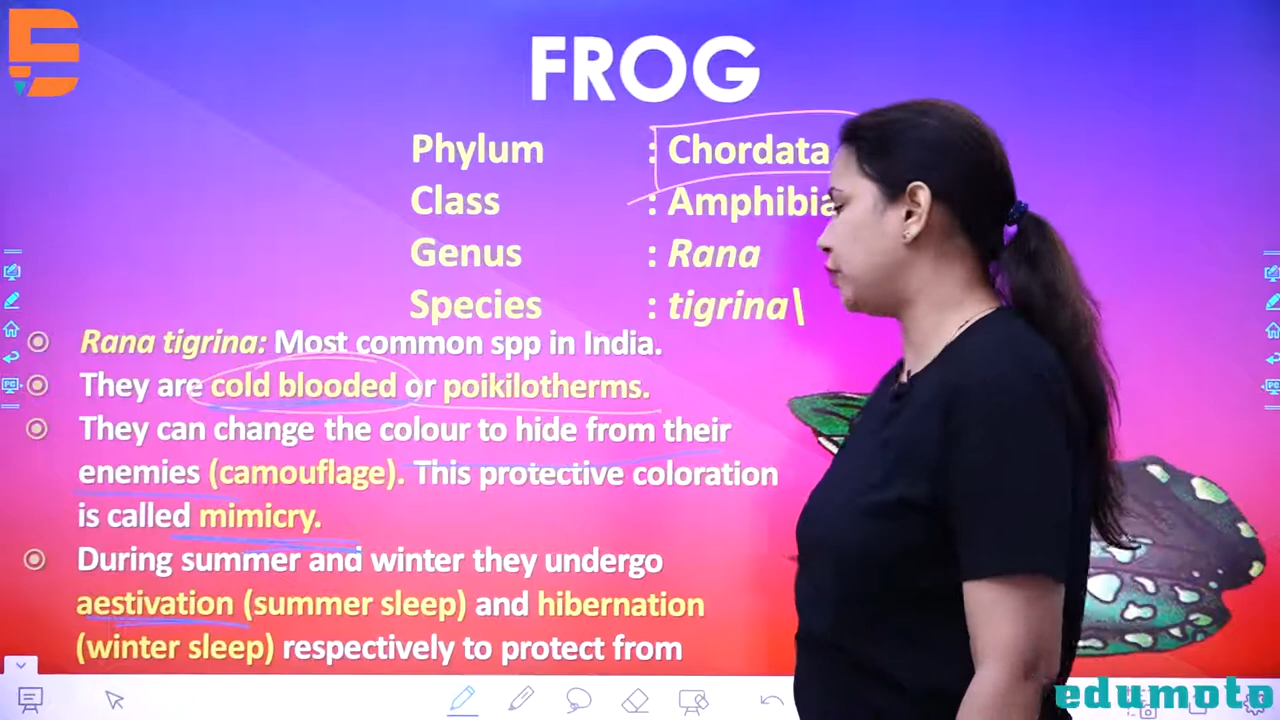 FROG
Phylum : Chordata
Class : Amphibia
Genus : Rana
Species : tigrina\
Rana tigrina: Most common spp in India.
They are cold blooded or poikilotherms.
They can change the colour to hide from their
enemies (camouflage). This protective coloration
is called mimicry.
During summer and winter they undergo
aestivation (summer sleep) and hibernation
(winter sleep) respectively to protect from
edumoto